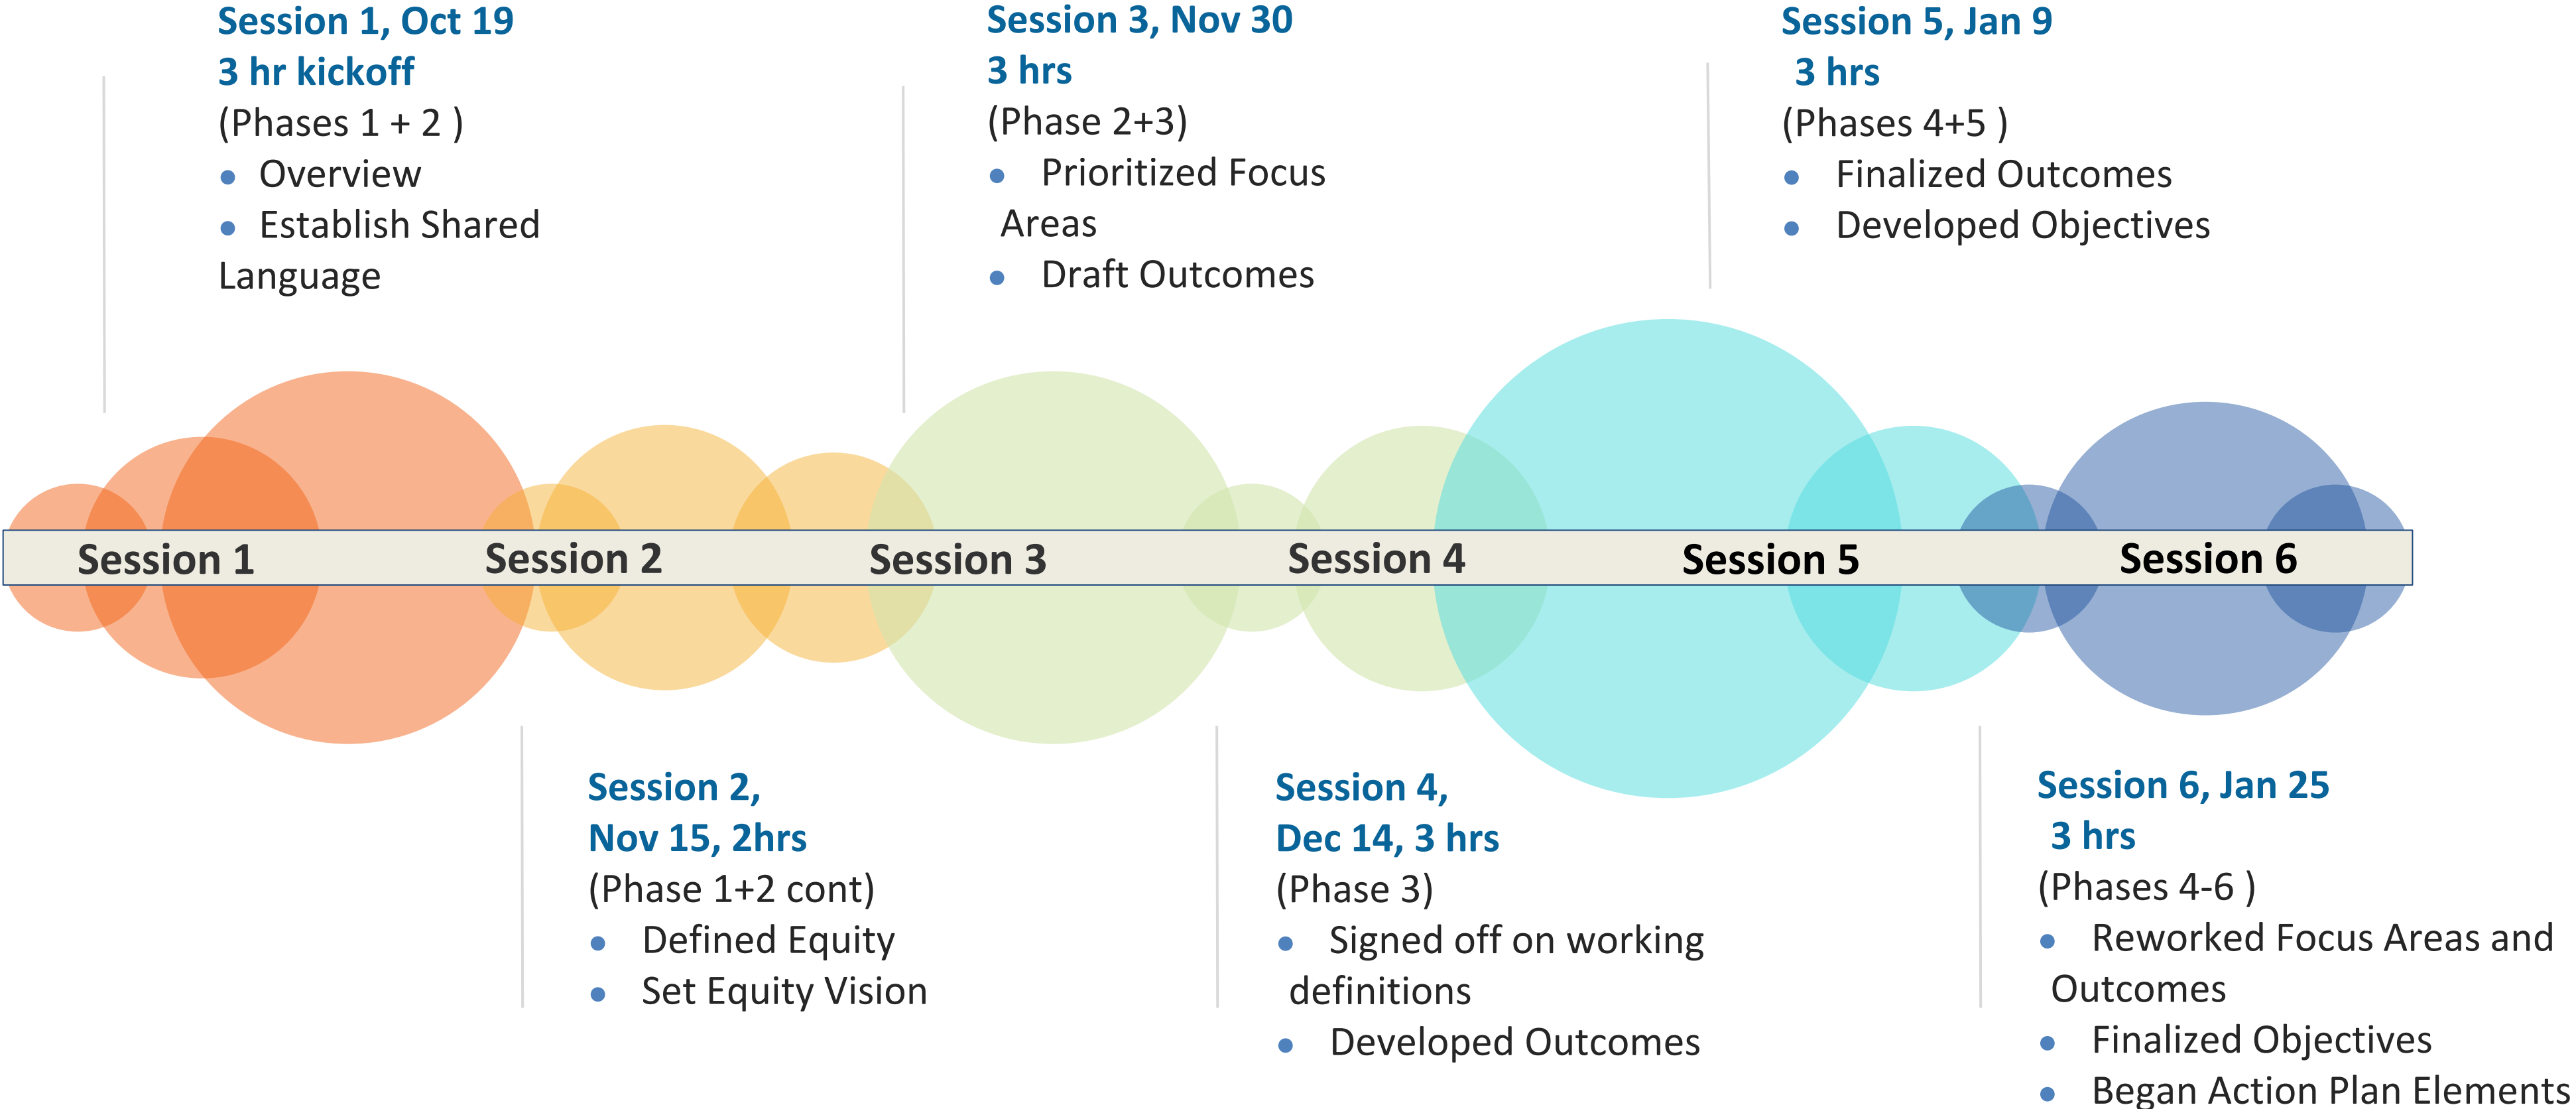 Session 1, Oct 19
3 hr kickoff
(Phases 1 + 2 )
• Overview
• Establish Shared
Language
Session 3, Nov 30
3 hrs
(Phase 2+3)
• Prioritized Focus
Areas
• Draft Outcomes
Session 5, Jan 9
3 hrs
(Phases 4+5 )
• Finalized Outcomes
• Developed Objectives
Session 1
Session 2
Session 3
Session 4
Session 5
Session 6
Session 2,
Nov 15, 2hrs
(Phase 1+2 cont)
• Defined Equity
• Set Equity Vision
Session 4,
Dec 14, 3 hrs
(Phase 3)
• Signed off on working
definitions
• Developed Outcomes
Session 6, Jan 25
3 hrs
(Phases 4-6 )
• Reworked Focus Areas and
Outcomes
• Finalized Objectives
• Began Action Plan Elements